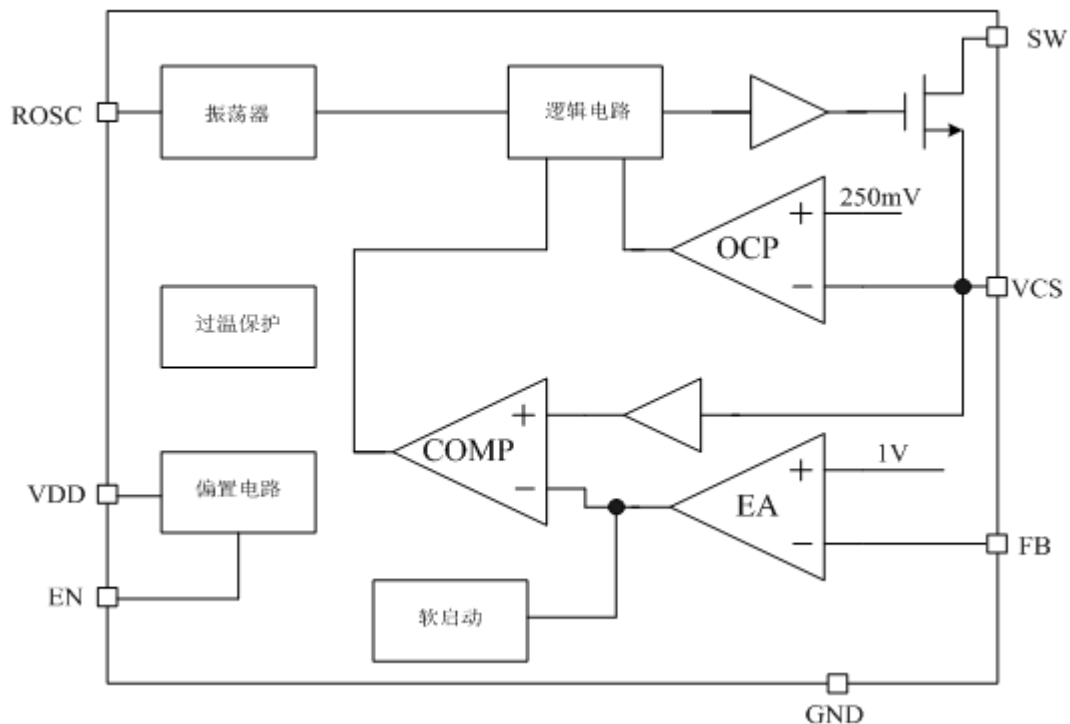 SW
ROSC
振荡器
逻辑电路
250mV
+
OCP
−
VCS
过温保护
+
COMP
−
1V
+
EA
−
VDD
偏置电路
FB
EN
软启动
GND